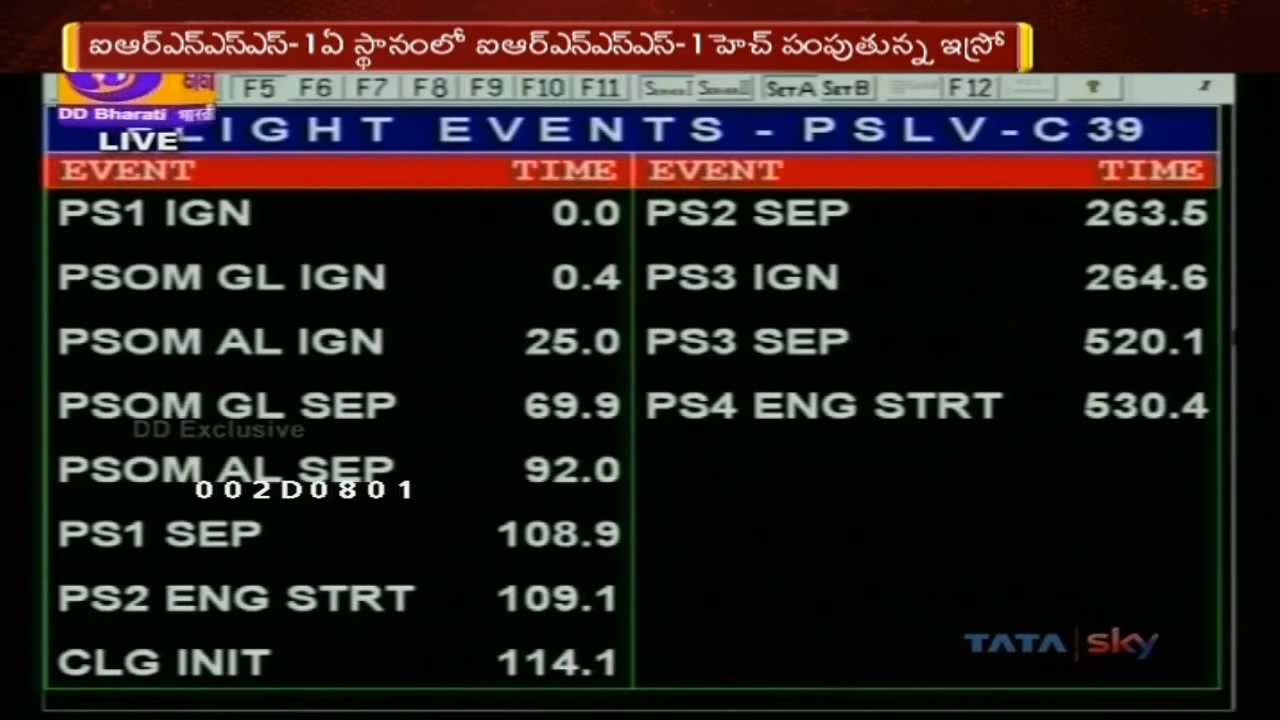 ఐఆర్ఎన్ఎస్ఎస్-1ఏ స్థానంలో ఐఆర్ఎన్ఎస్ఎస్-1హెచ్ పంపుతున్న ఇస్రో
F5 F6 F7 F8 F9 F10 F11 SET A SET B F12 ?
DD Bharati भारती
LIVE
LIGHT EVENTS - PSLV-C39
EVENT TIME EVENT TIME
PS1 IGN 0.0 PS2 SEP 263.5
PSOM GL IGN 0.4 PS3 IGN 264.6
PSOM AL IGN 25.0 PS3 SEP 520.1
PSOM GL SEP 69.9 PS4 ENG STRT 530.4
DD Exclusive
PSOM AL SEP 92.0
002D0801
PS1 SEP 108.9
PS2 ENG STRT 109.1
CLG INIT 114.1
TATA sky